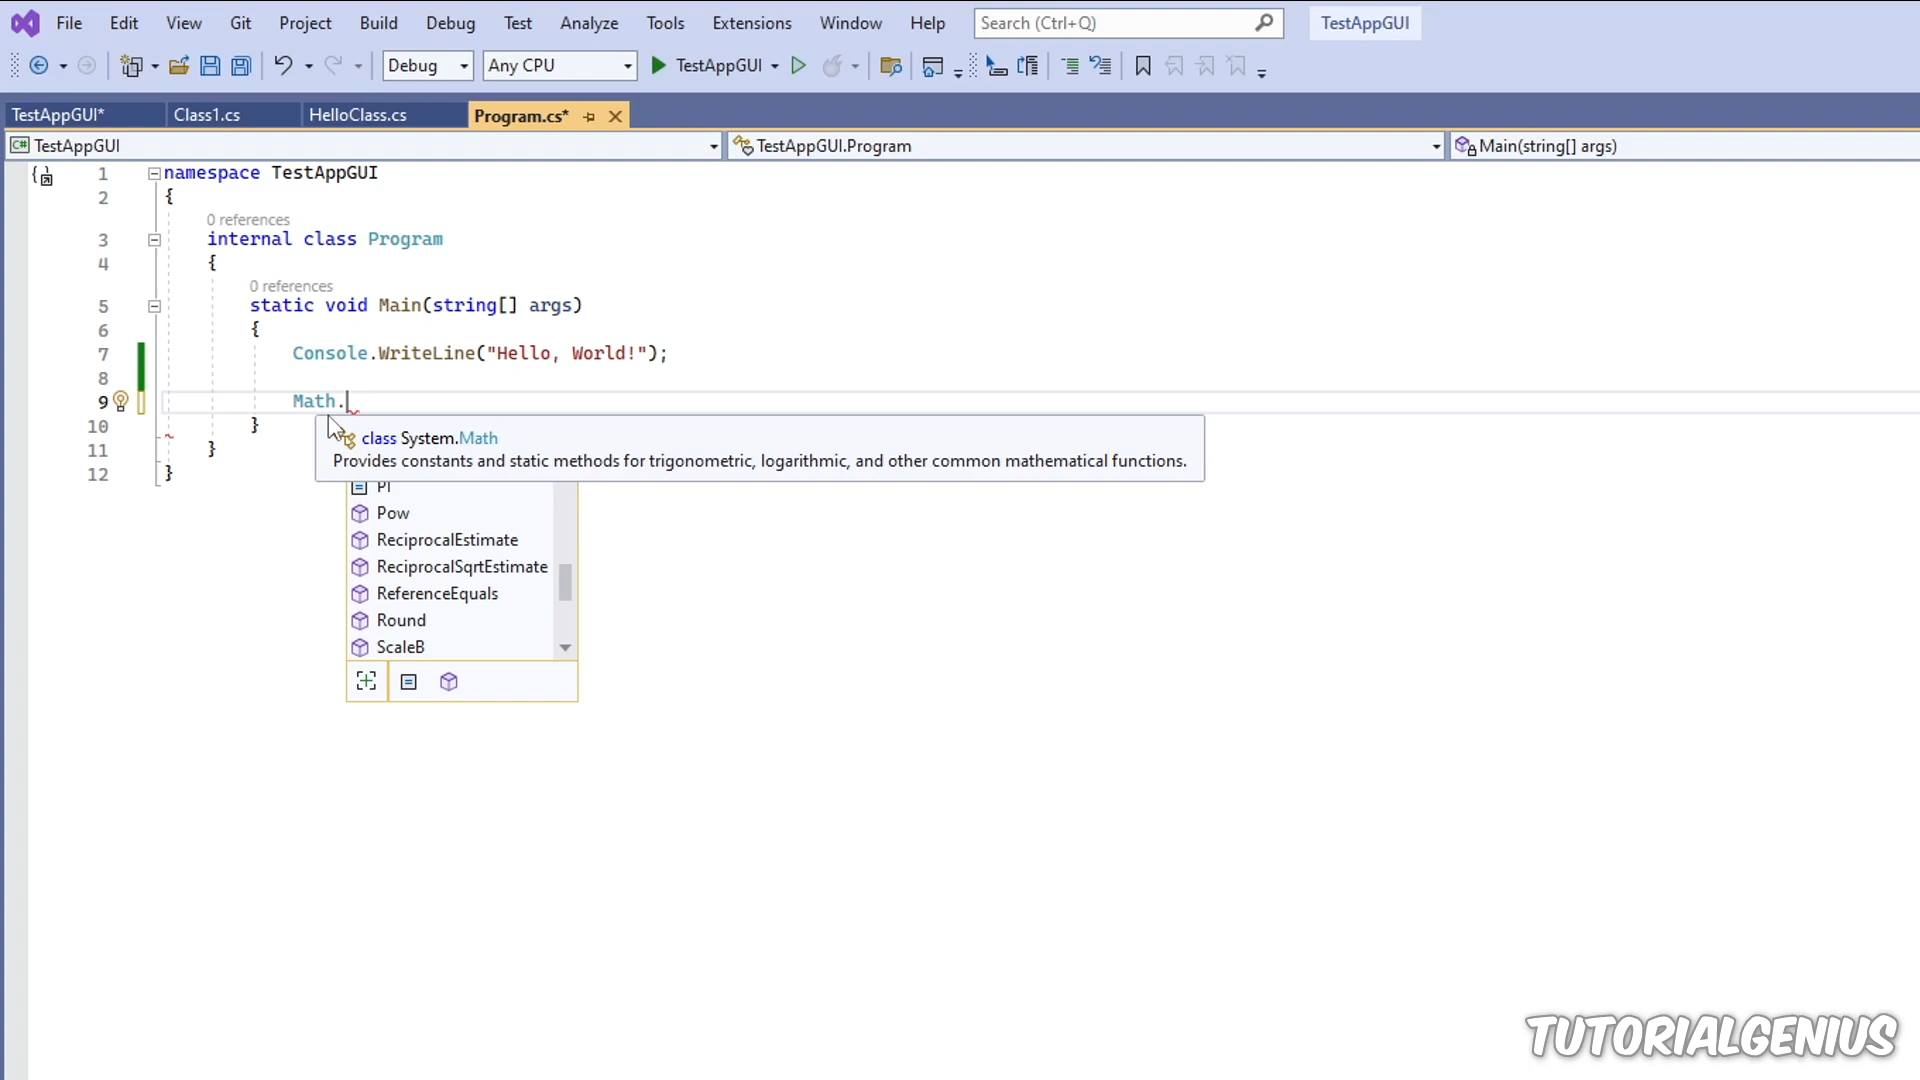 File Edit View Git Project Build Debug Test Analyze Tools Extensions Window Help Search (Ctrl+Q) TestAppGUI
Debug Any CPU TestAppGUI
TestAppGUI* Class1.cs HelloClass.cs Program.cs*
C# TestAppGUI TestAppGUI.Program Main(string[] args)
1 namespace TestAppGUI
2 {
0 references
3 internal class Program
4 {
0 references
5 static void Main(string[] args)
6 {
7 Console.WriteLine("Hello, World!");
8
9 Math.
10 }
11 }
12 }
class System.Math
Provides constants and static methods for trigonometric, logarithmic, and other common mathematical functions.
PI
Pow
ReciprocalEstimate
ReciprocalSqrtEstimate
ReferenceEquals
Round
ScaleB
TUTORIALGENIUS